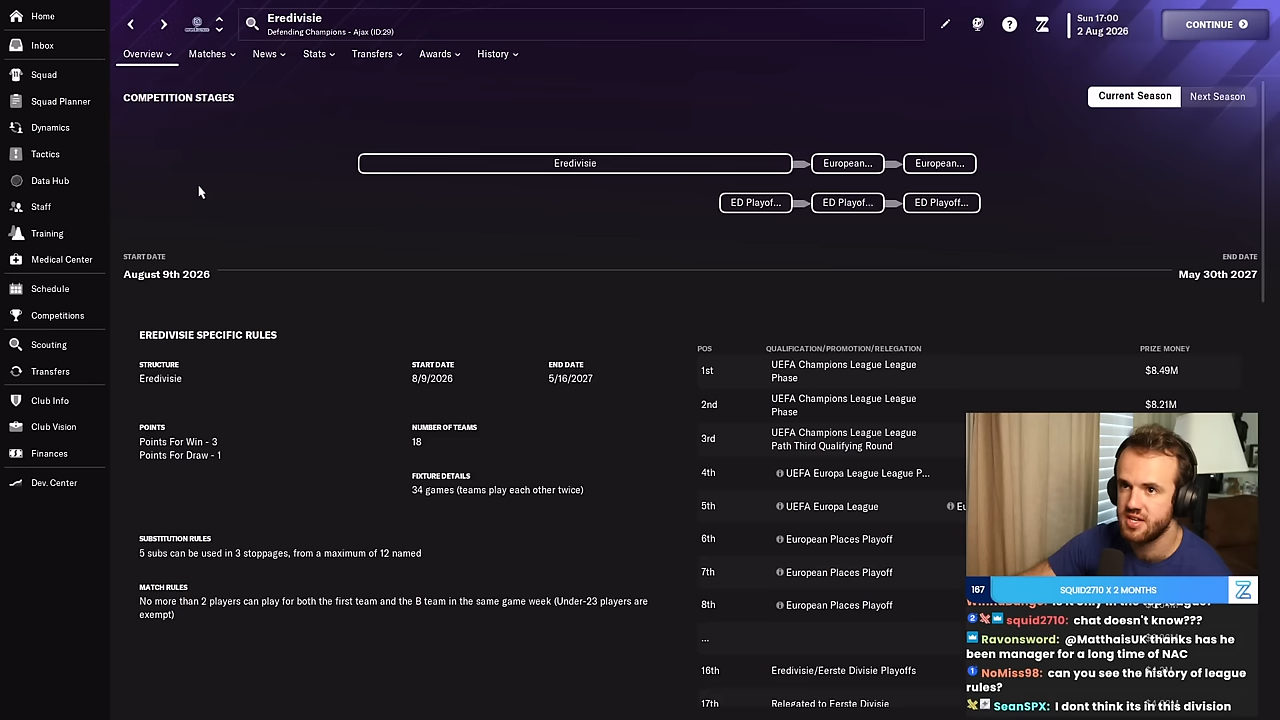 Home
Inbox
Squad
Squad Planner
Dynamics
Tactics
Data Hub
Staff
Training
Medical Center
Schedule
Competitions
Scouting
Transfers
Club Info
Club Vision
Finances
Dev. Center
Eredivisie
Defending Champions - Ajax (ID:29)
Sun 17:00
2 Aug 2026
CONTINUE
Overview
Matches
News
Stats
Transfers
Awards
History
COMPETITION STAGES
Current Season
Next Season
Eredivisie
European...
European...
ED Playof...
ED Playof...
ED Playoff...
START DATE
August 9th 2026
END DATE
May 30th 2027
EREDIVISIE SPECIFIC RULES
STRUCTURE
Eredivisie
START DATE
8/9/2026
END DATE
5/16/2027
POINTS
Points For Win - 3
Points For Draw - 1
NUMBER OF TEAMS
18
FIXTURE DETAILS
34 games (teams play each other twice)
SUBSTITUTION RULES
5 subs can be used in 3 stoppages, from a maximum of 12 named
MATCH RULES
No more than 2 players can play for both the first team and the B team in the same game week (Under-23 players are
exempt)
POS QUALIFICATION/PROMOTION/RELEGATION PRIZE MONEY
1st UEFA Champions League League
Phase $8.49M
2nd UEFA Champions League League
Phase $8.21M
3rd UEFA Champions League League
Path Third Qualifying Round
4th UEFA Europa League League P...
5th UEFA Europa League
6th European Places Playoff
7th European Places Playoff
8th European Places Playoff
...
16th Eredivisie/Eerste Divisie Playoffs
17th Relegated to Eerste Divisie
167 SQUID2710 X 2 MONTHS
squid2710: chat doesn't know???
Ravonsword: @MatthaisUK thanks has he
been manager for a long time of NAC
NoMiss98: can you see the history of league
rules?
SeanSPX: I dont think its in this division